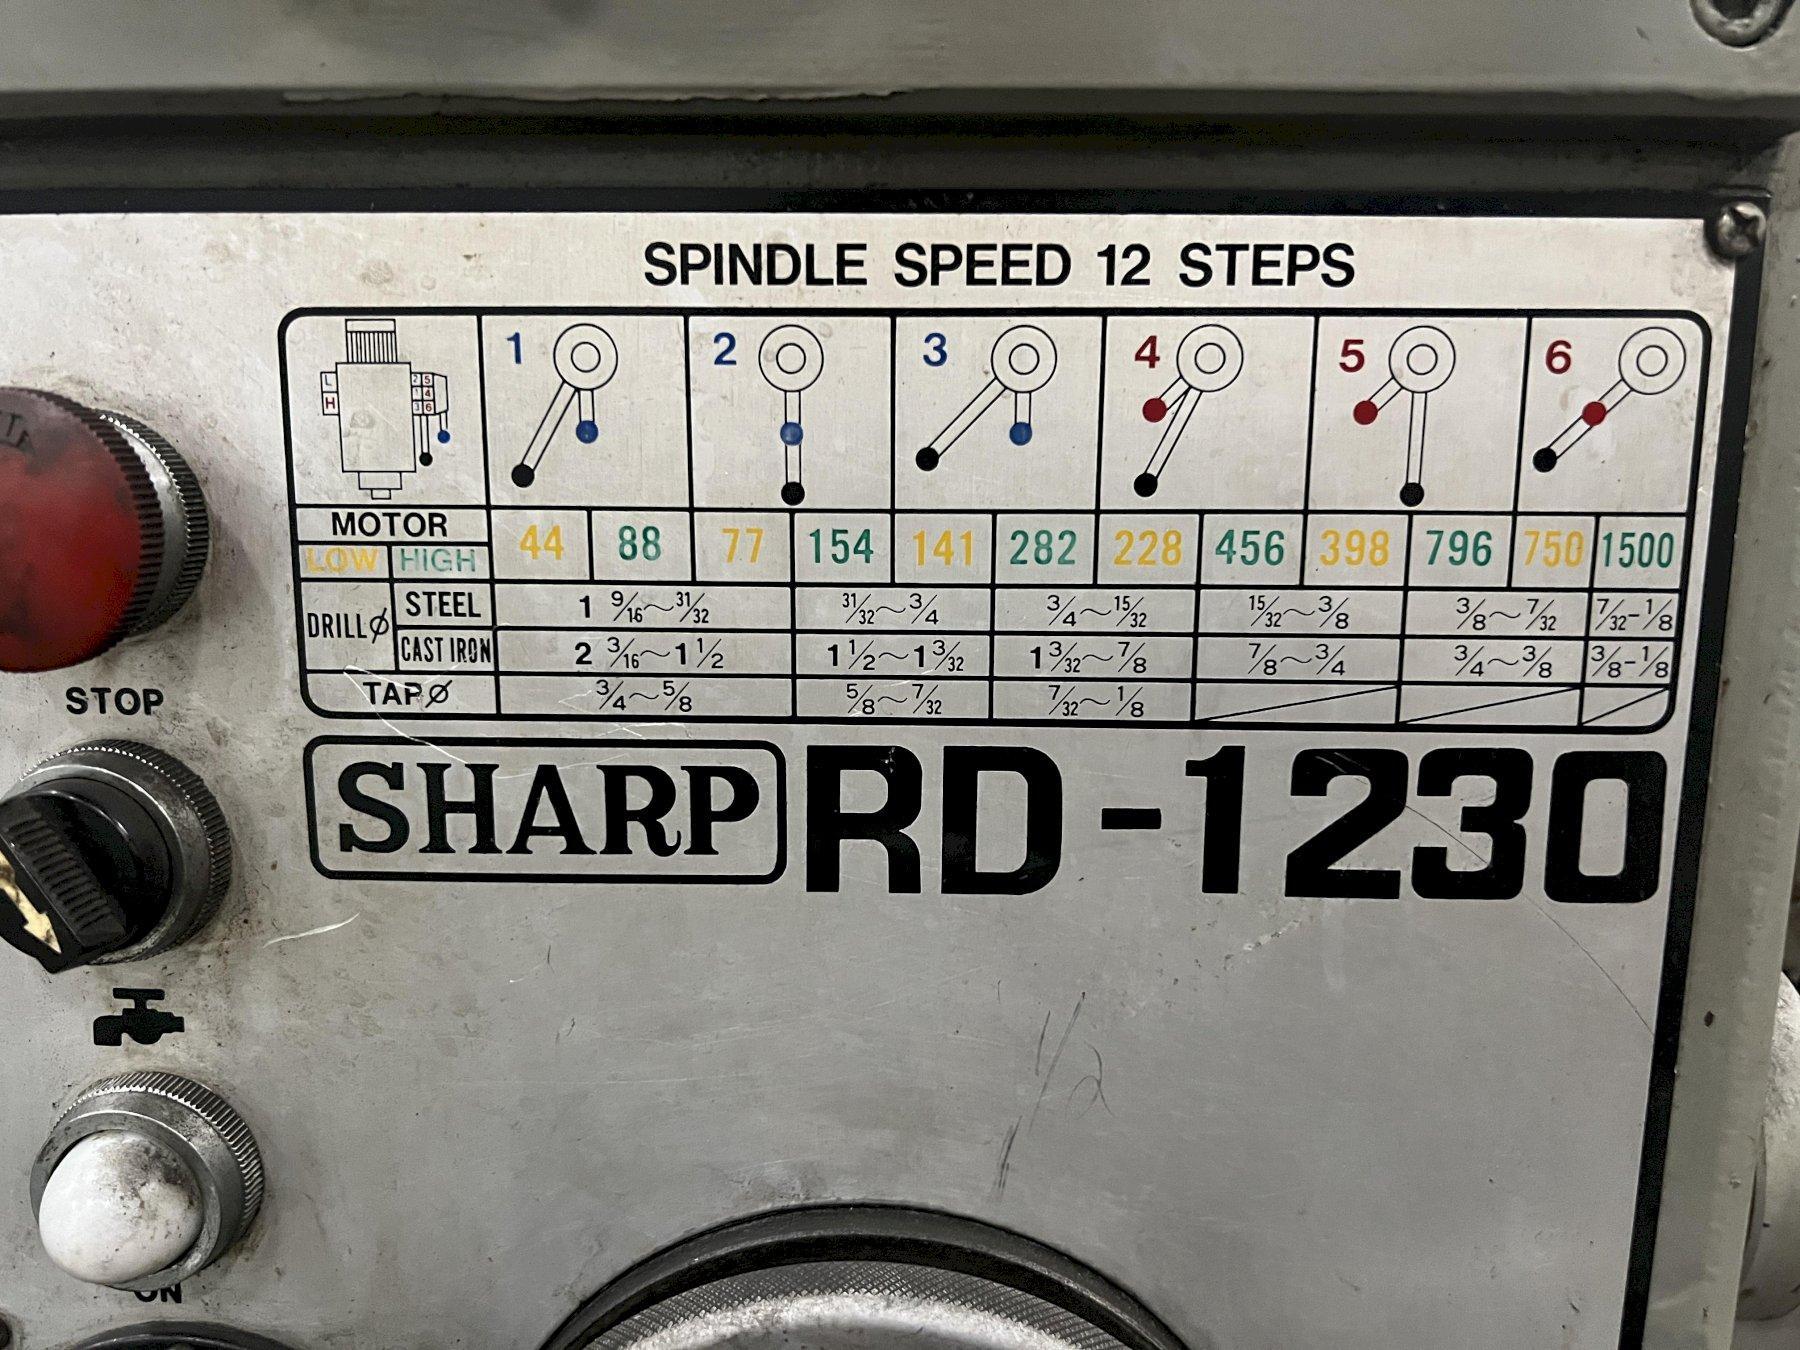 SPINDLE SPEED 12 STEPS
1 2 3 4 5 6
L 2 5
1 4
H 3 6
MOTOR
LOW HIGH 44 88 77 154 141 282 228 456 398 796 750 1500
DRILLØ STEEL 1 9/16~31/32 31/32~3/4 3/4~15/32 15/32~3/8 3/8~7/32 7/32-1/8
CAST IRON 2 3/16~1 1/2 1 1/2~1 3/32 1 3/32~7/8 7/8~3/4 3/4~3/8 3/8-1/8
TAPØ 3/4~5/8 5/8~7/32 7/32~1/8
STOP
SHARP RD-1230
ON